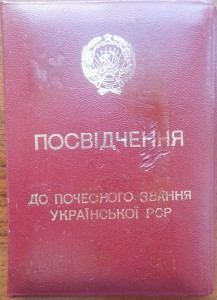 ПОСВІДЧЕННЯ
ДО ПОЧЕСНОГО ЗВАННЯ
УКРАЇНСЬКОЇ РСР